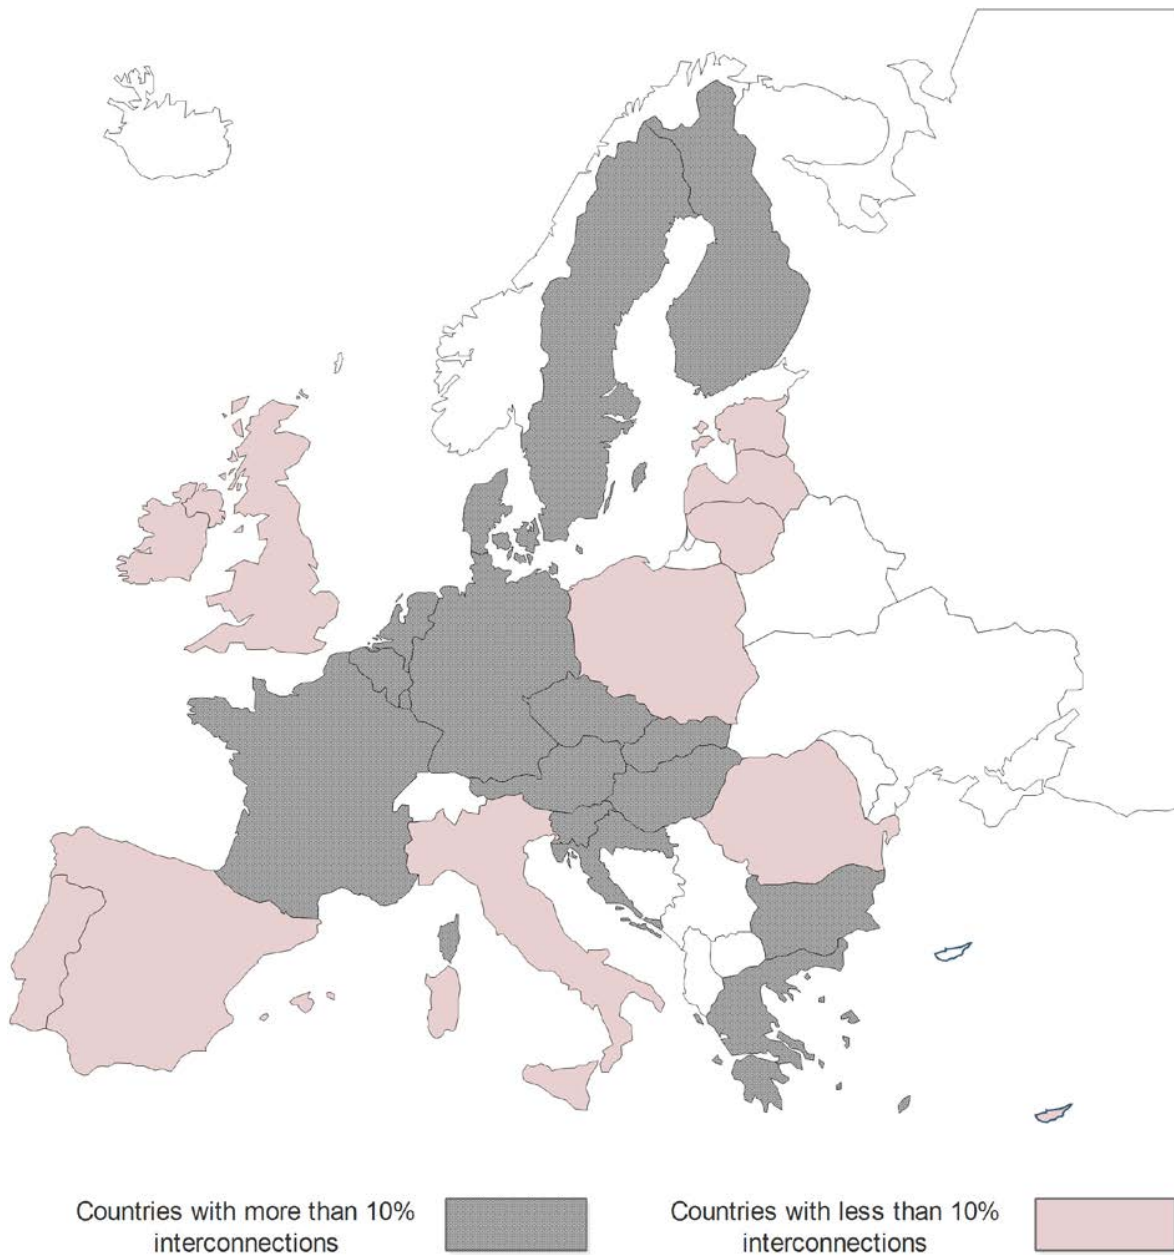 Countries with more than 10%
interconnections
Countries with less than 10%
interconnections